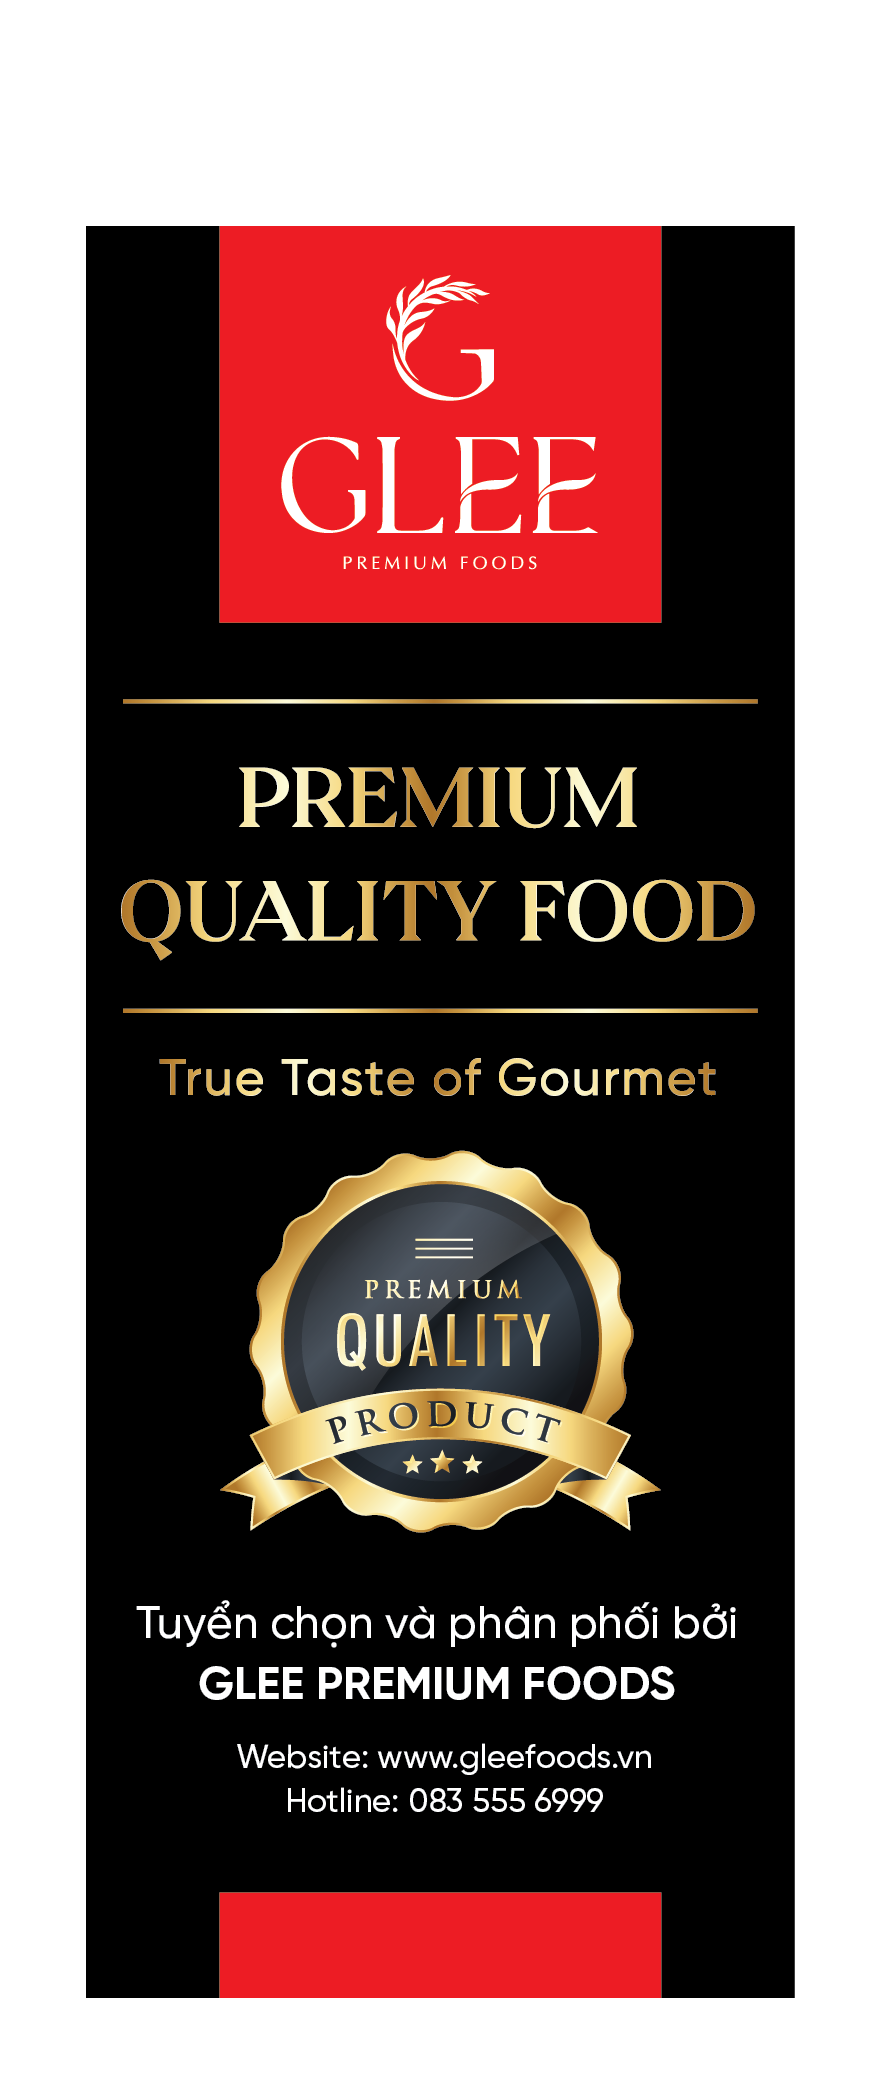 GLEE
PREMIUM FOODS
PREMIUM
QUALITY FOOD
True Taste of Gourmet
PREMIUM
QUALITY
PRODUCT
Tuyển chọn và phân phối bởi
GLEE PREMIUM FOODS
Website: www.gleefoods.vn
Hotline: 083 555 6999